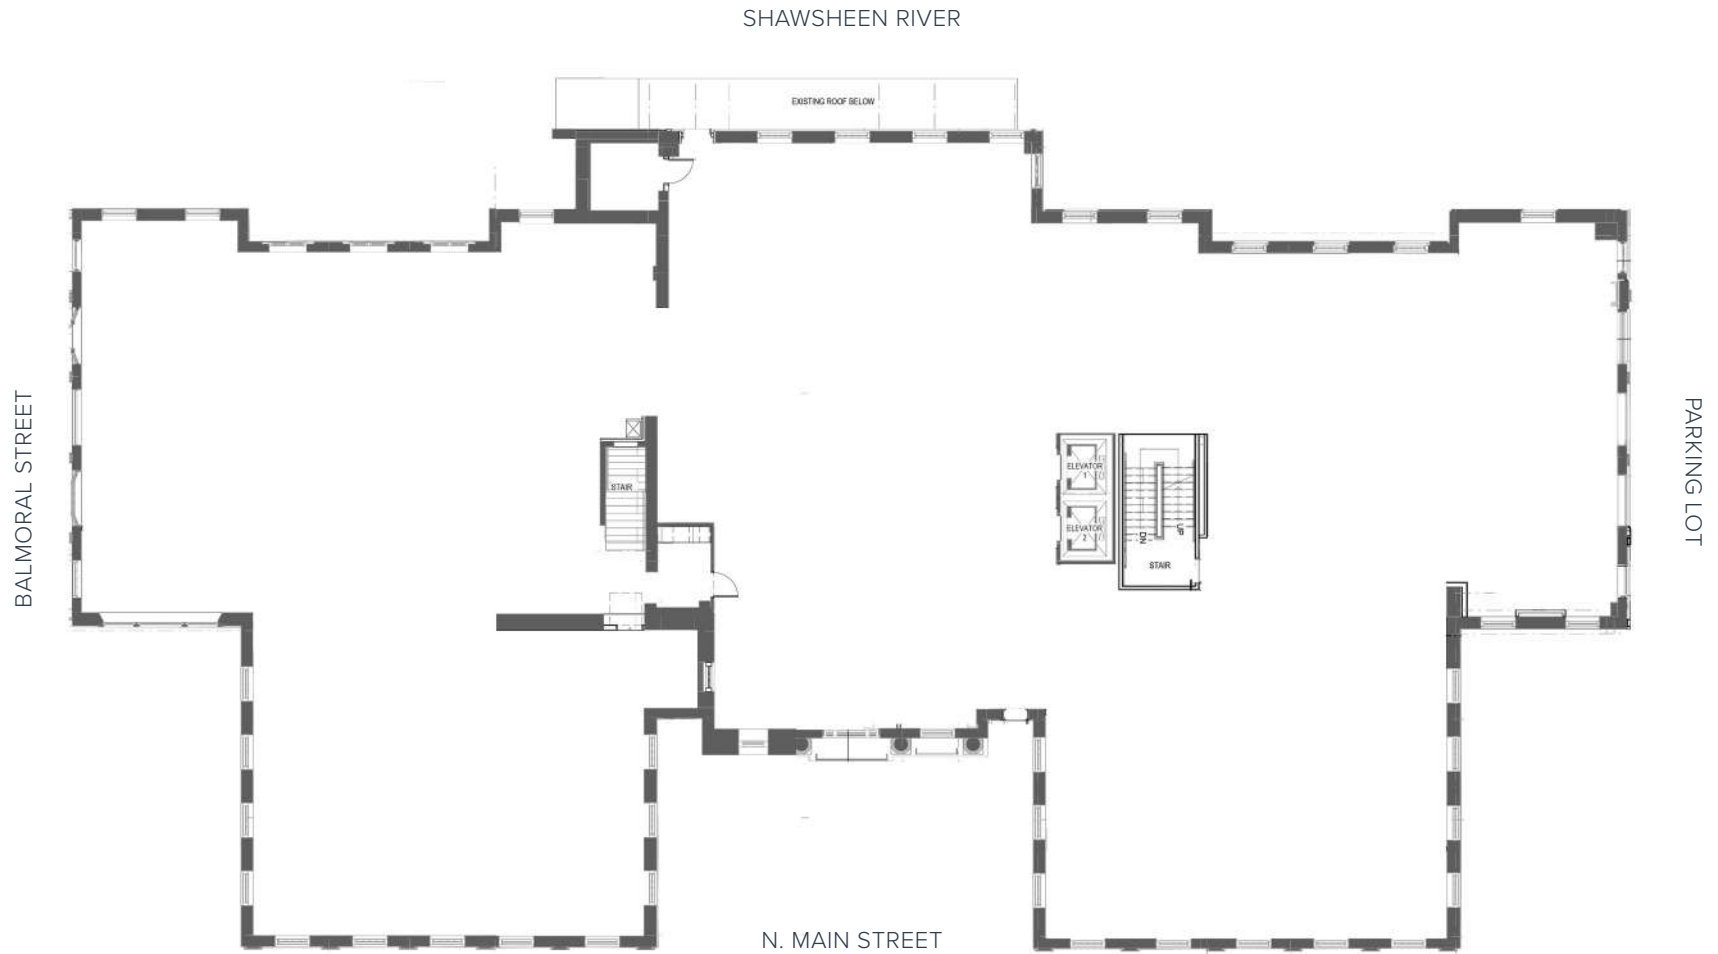 SHAWSHEEN RIVER
EXISTING ROOF BELOW
BALMORAL STREET
PARKING LOT
STAIR
ELEVATOR
1
ELEVATOR
2
DN
UP
STAIR
N. MAIN STREET